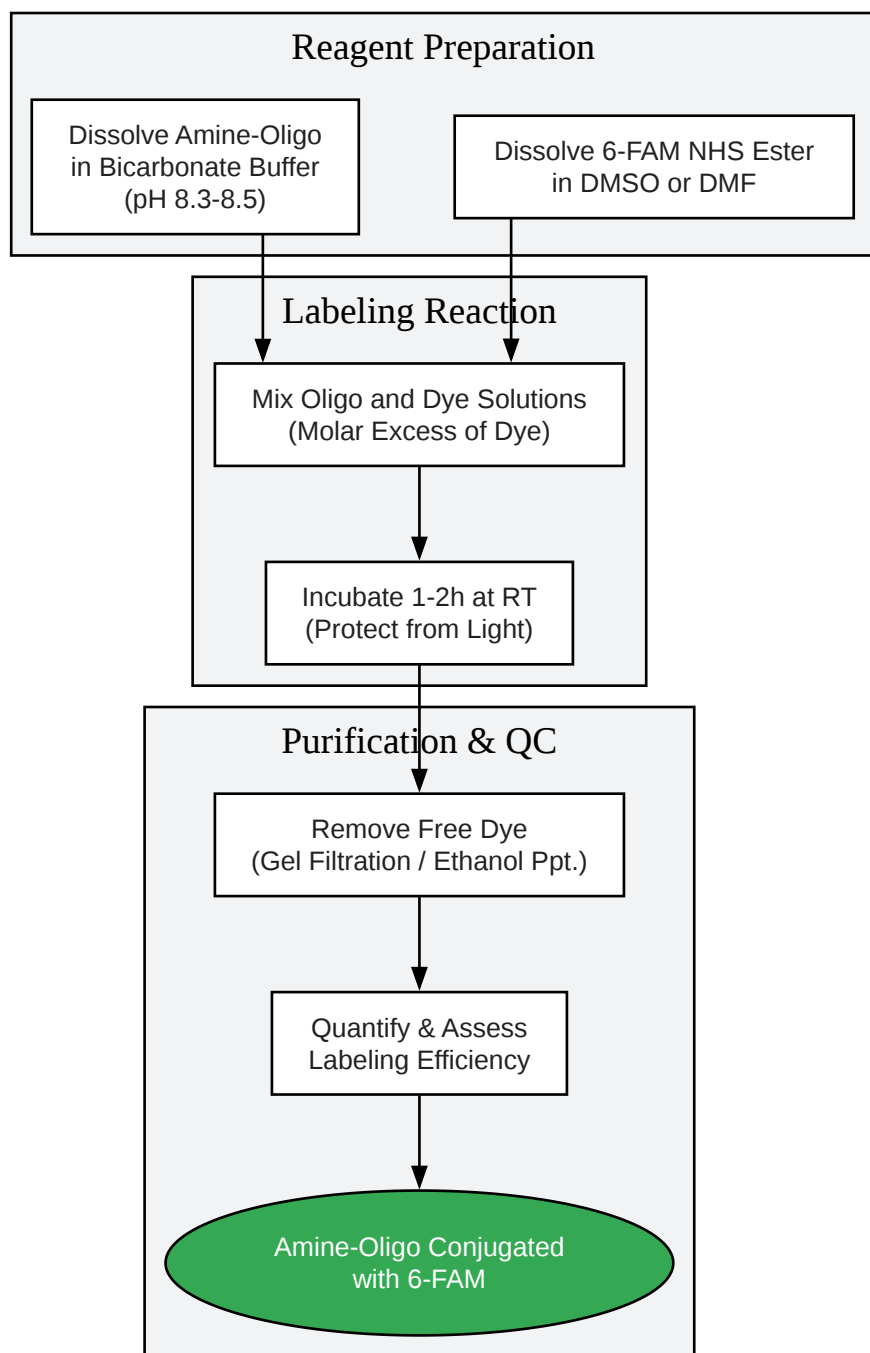 Reagent Preparation
Dissolve Amine-Oligo
in Bicarbonate Buffer
(pH 8.3-8.5)
Dissolve 6-FAM NHS Ester
in DMSO or DMF
Labeling Reaction
Mix Oligo and Dye Solutions
(Molar Excess of Dye)
Incubate 1-2h at RT
(Protect from Light)
Purification & QC
Remove Free Dye
(Gel Filtration / Ethanol Ppt.)
Quantify & Assess
Labeling Efficiency
Amine-Oligo Conjugated
with 6-FAM